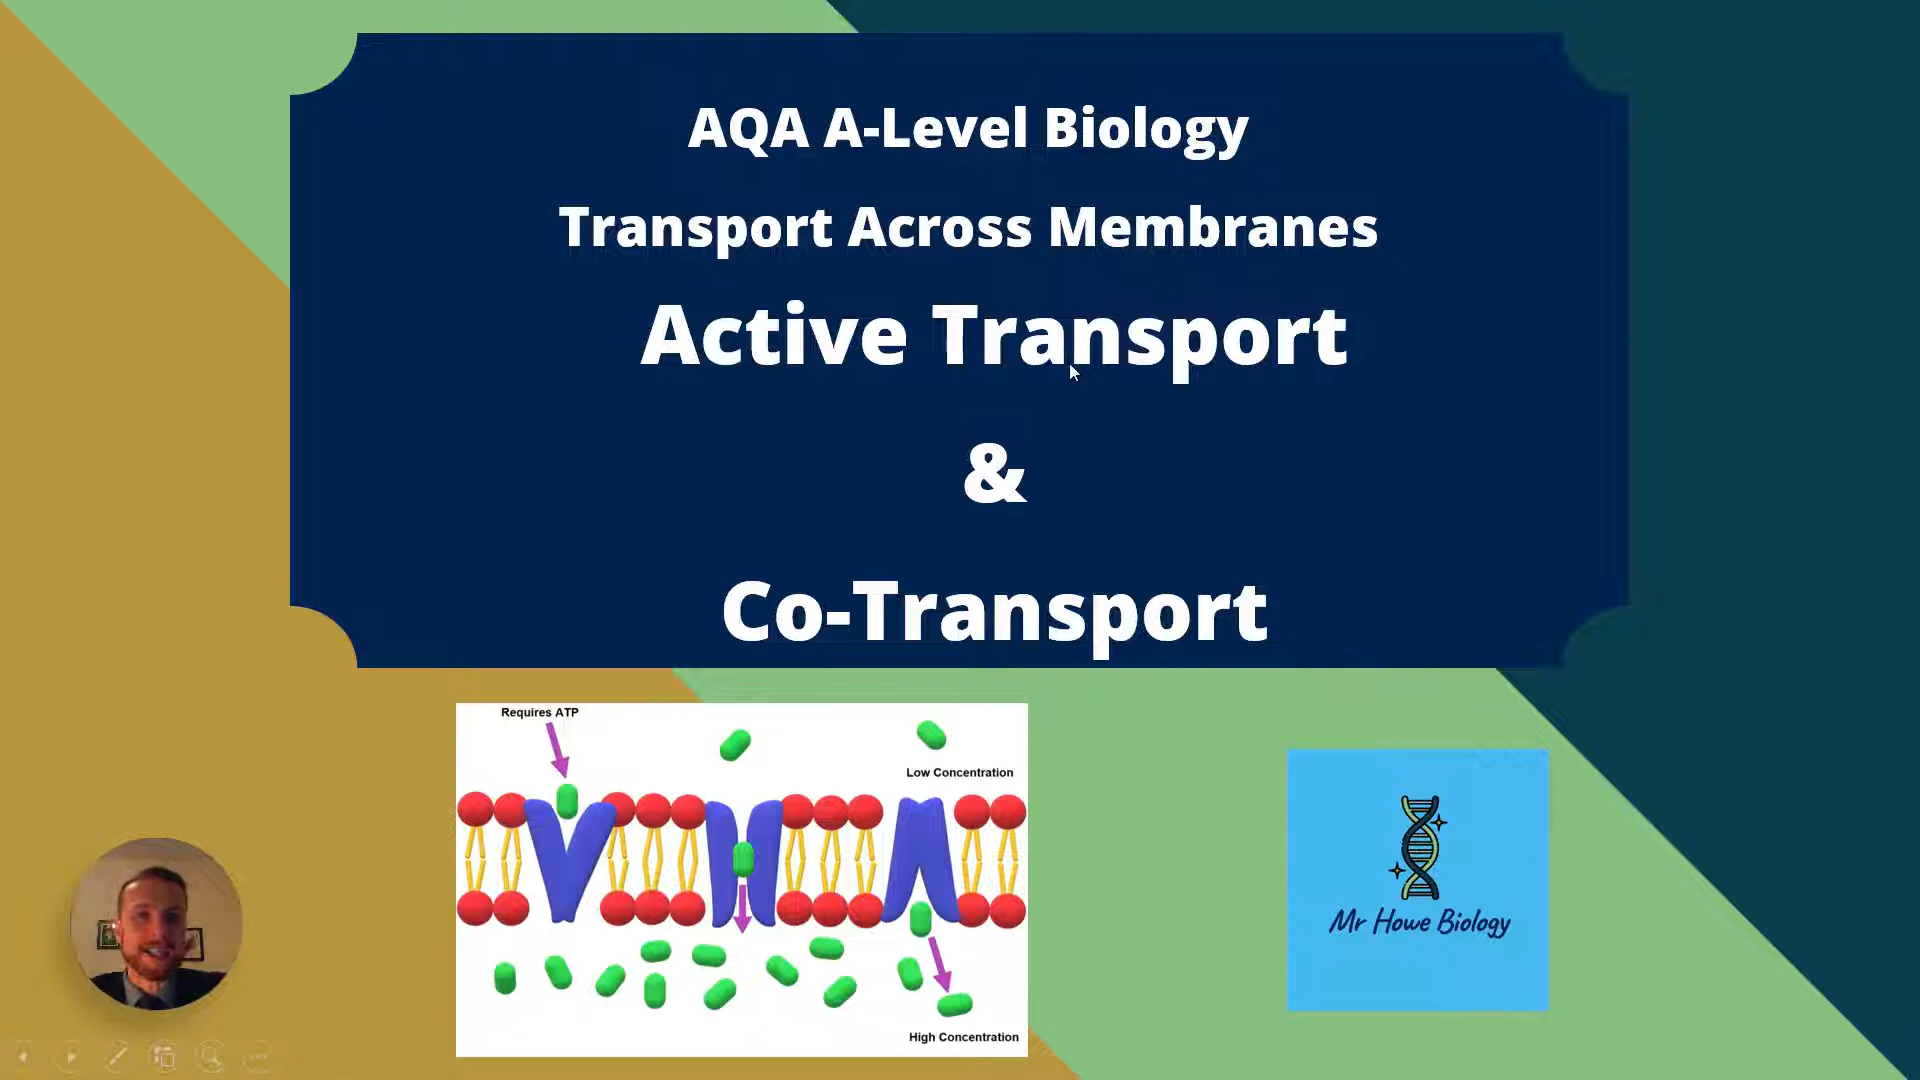 AQA A-Level Biology
Transport Across Membranes
Active Transport
&
Co-Transport
Requires ATP
Low Concentration
High Concentration
Mr Howe Biology